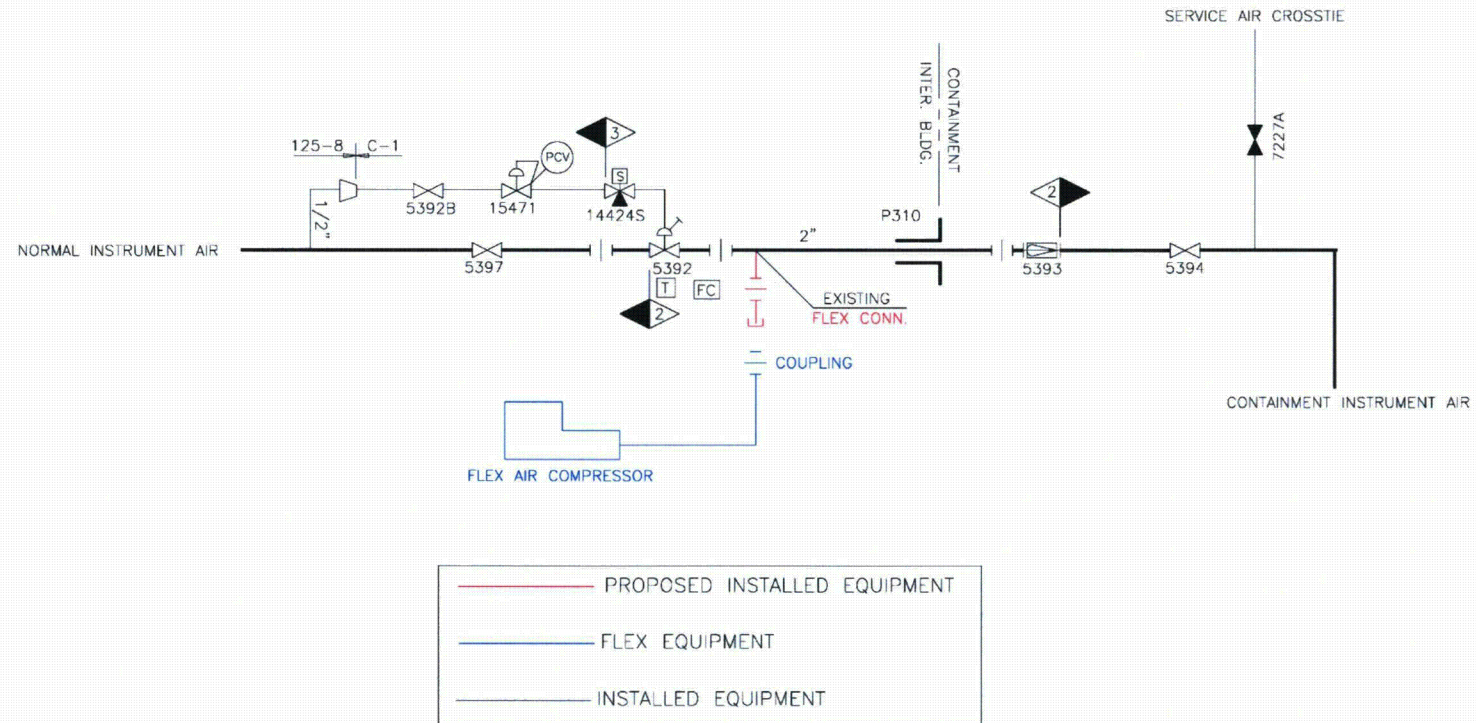 SERVICE AIR CROSSTIE
CONTAINMENT
INTER. BLDG.
7227A
125-8
C-1
3
PCV
S
2
5392B
15471
14424S
1/2"
P310
2"
NORMAL INSTRUMENT AIR
5397
5392
5393
5394
T
FC
2
EXISTING
FLEX CONN.
COUPLING
CONTAINMENT INSTRUMENT AIR
FLEX AIR COMPRESSOR
PROPOSED INSTALLED EQUIPMENT
FLEX EQUIPMENT
INSTALLED EQUIPMENT